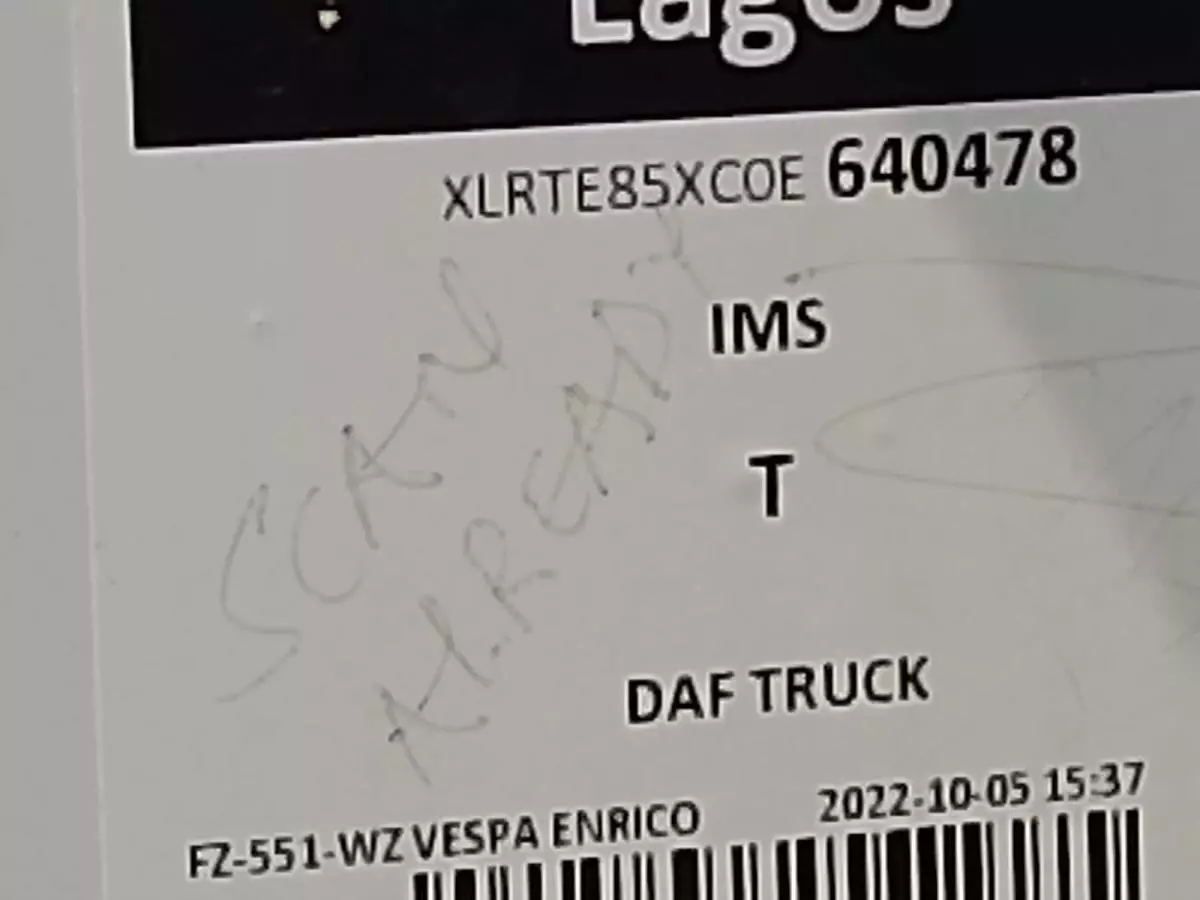 Lagos
XLRTE85XC0E 640478
IMS
T
SCAN
ALREADY
DAF TRUCK
FZ-551-WZ VESPA ENRICO 2022-10-05 15:37